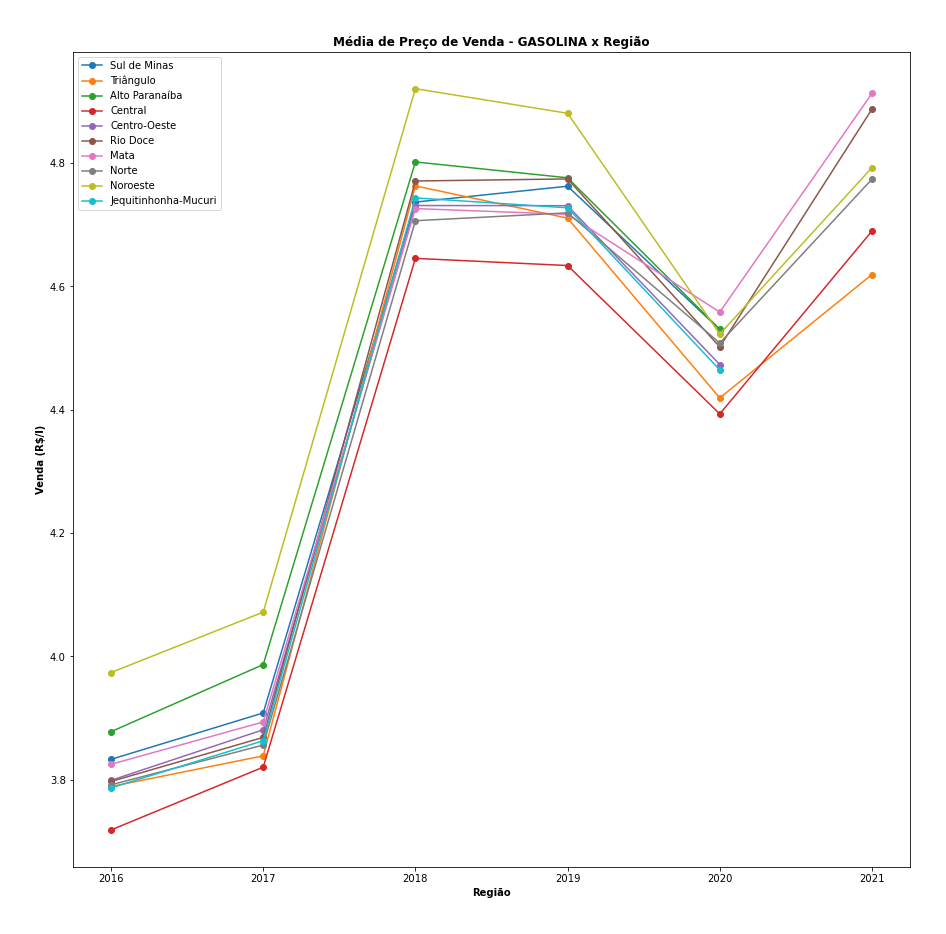 Média de Preço de Venda - GASOLINA x Região
Sul de Minas
Triângulo
Alto Paranaíba
Central
Centro-Oeste
Rio Doce
Mata
Norte
Noroeste
Jequitinhonha-Mucuri
4.8
4.6
4.4
4.2
4.0
3.8
Venda (R$/l)
2016 2017 2018 2019 2020 2021
Região